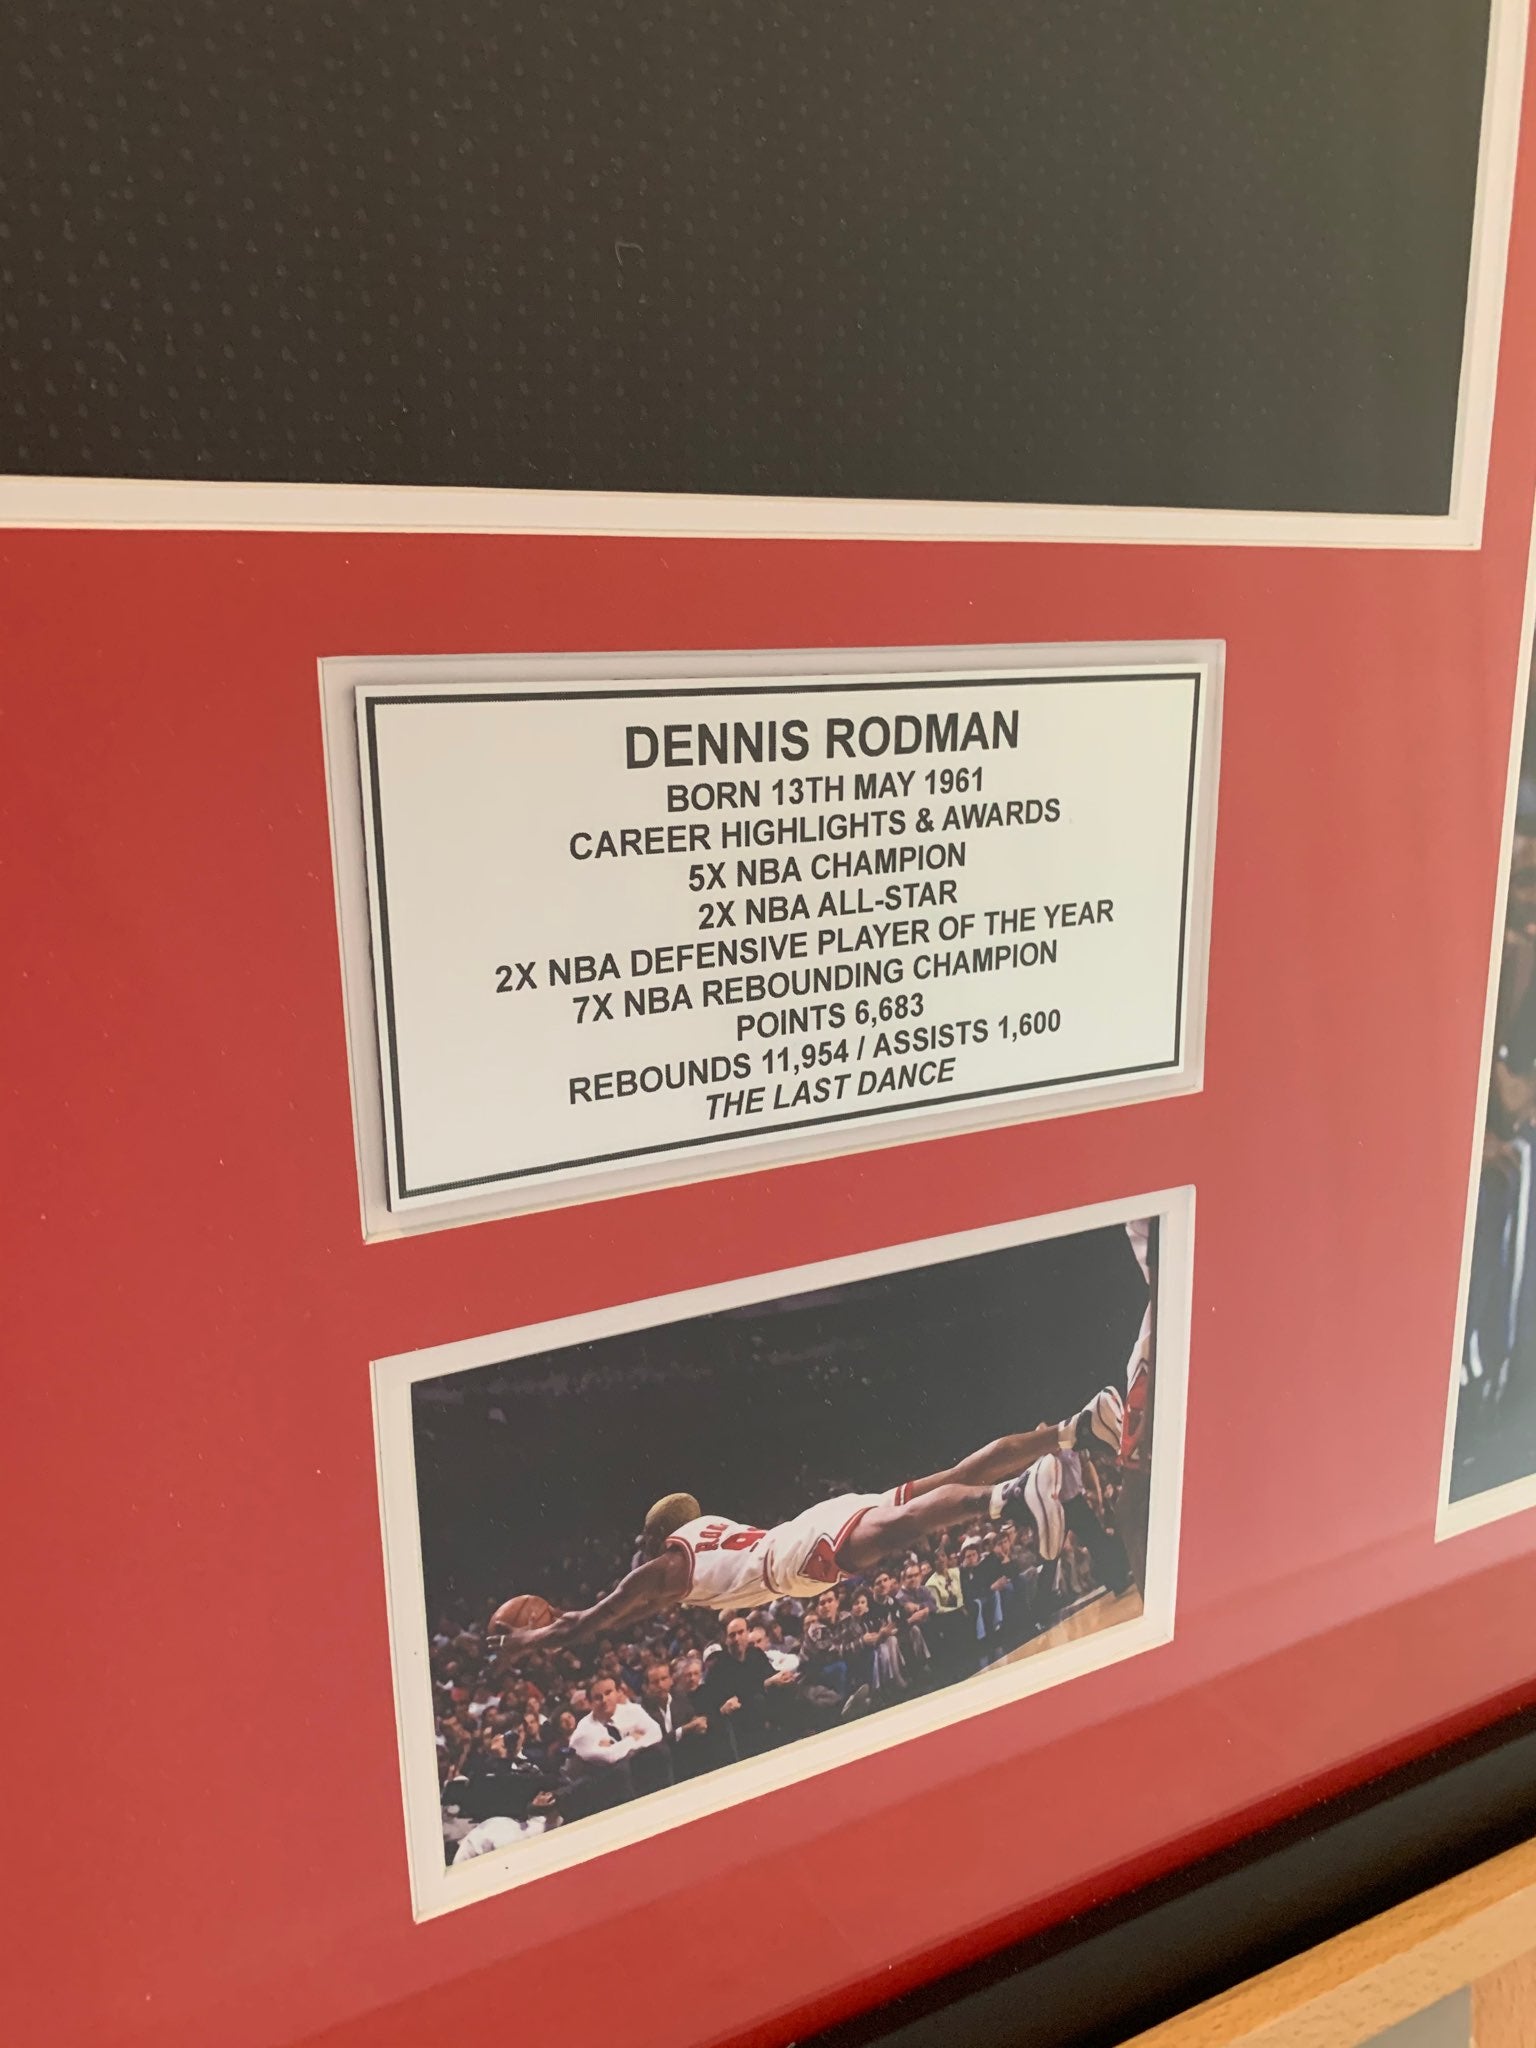 DENNIS RODMAN
BORN 13TH MAY 1961
CAREER HIGHLIGHTS & AWARDS
5X NBA CHAMPION
2X NBA ALL-STAR
2X NBA DEFENSIVE PLAYER OF THE YEAR
7X NBA REBOUNDING CHAMPION
POINTS 6,683
REBOUNDS 11,954 / ASSISTS 1,600
THE LAST DANCE